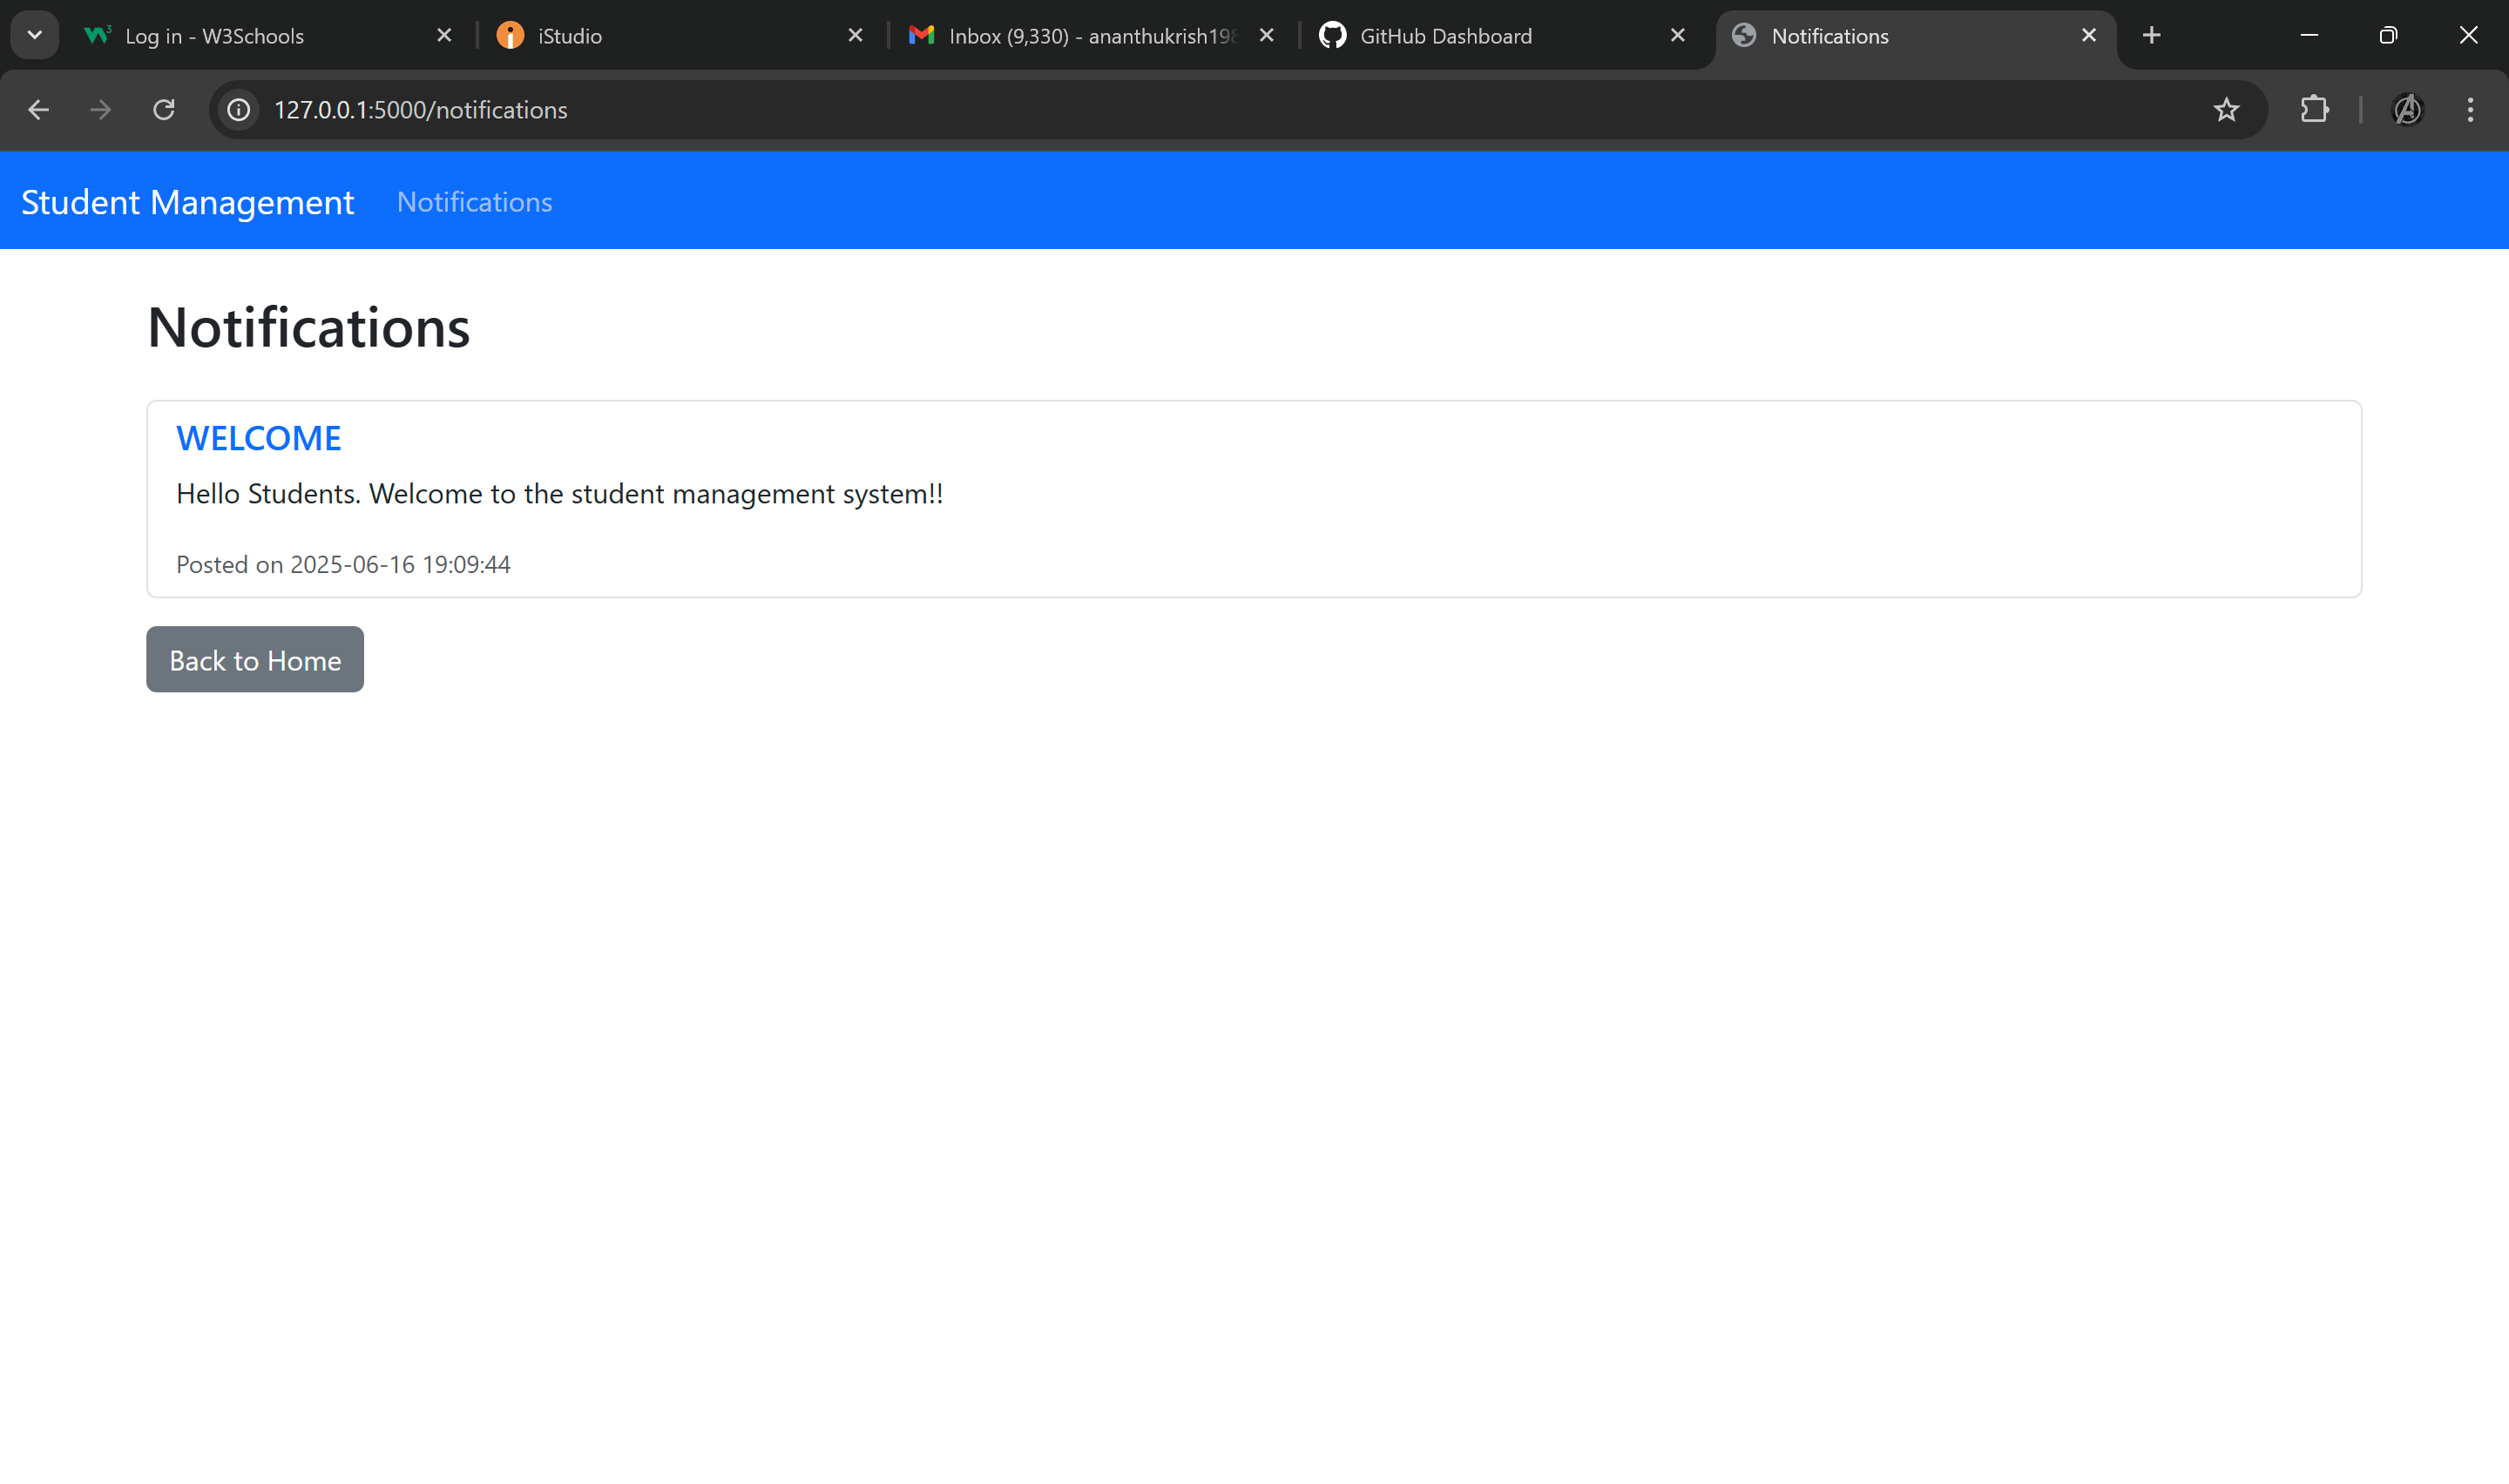 Log in - W3Schools
iStudio
Inbox (9,330) - ananthukrish198
GitHub Dashboard
Notifications
127.0.0.1:5000/notifications
Student Management
Notifications
Notifications
WELCOME
Hello Students. Welcome to the student management system!!
Posted on 2025-06-16 19:09:44
Back to Home